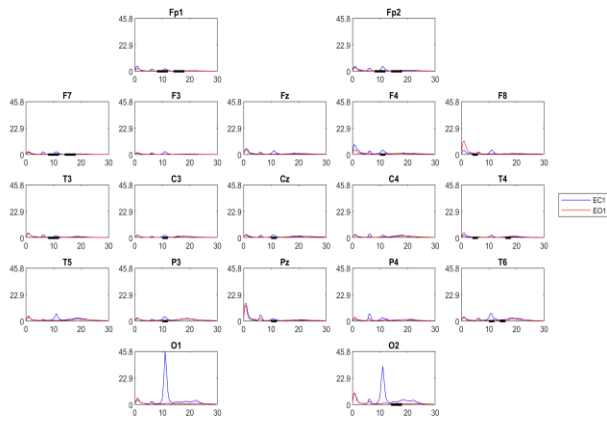 Fp1 Fp2
45.8 45.8
22.9 22.9
0 0
0 10 20 30 0 10 20 30
F7 F3 Fz F4 F8
45.8 45.8 45.8 45.8 45.8
22.9 22.9 22.9 22.9 22.9
0 0 0 0 0
0 10 20 30 0 10 20 30 0 10 20 30 0 10 20 30 0 10 20 30
T3 C3 Cz C4 T4
45.8 45.8 45.8 45.8 45.8
22.9 22.9 22.9 22.9 22.9
0 0 0 0 0
0 10 20 30 0 10 20 30 0 10 20 30 0 10 20 30 0 10 20 30
EC1
EO1
T5 P3 Pz P4 T6
45.8 45.8 45.8 45.8 45.8
22.9 22.9 22.9 22.9 22.9
0 0 0 0 0
0 10 20 30 0 10 20 30 0 10 20 30 0 10 20 30 0 10 20 30
O1 O2
45.8 45.8
22.9 22.9
0 0
0 10 20 30 0 10 20 30